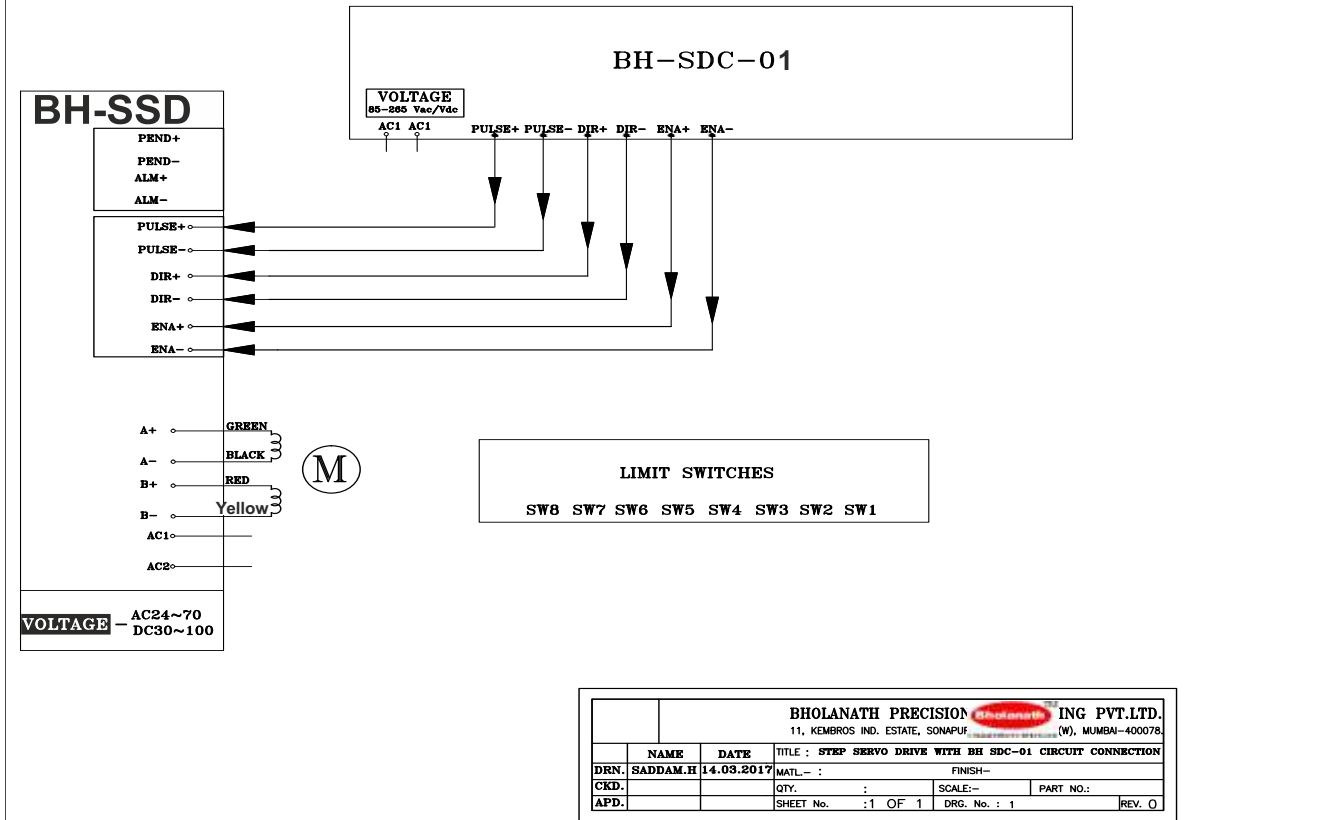 BH-SDC-01
VOLTAGE
85-265 Vac/Vdc
AC1 AC1
PULSE+ PULSE- DIR+ DIR- ENA+ ENA-
BH-SSD
PEND+
PEND-
ALM+
ALM-
PULSE+
PULSE-
DIR+
DIR-
ENA+
ENA-
A+ GREEN
A- BLACK
B+ RED
B- Yellow
AC1
AC2
M
VOLTAGE - AC24~70
DC30~100
LIMIT SWITCHES
SW8 SW7 SW6 SW5 SW4 SW3 SW2 SW1
BHOLANATH PRECISION Bholanath ING PVT.LTD.
11, KEMBROS IND. ESTATE, (W), MUMBAI-400078.
NAME DATE TITLE : STEP SERVO DRIVE WITH BH SDC-01 CIRCUIT CONNECTION
DRN. SADDAM.H 14.03.2017 MATL.- : FINISH-
CKD. QTY. : SCALE:- PART NO.:
APD. SHEET No. :1 OF 1 DRG. No. : 1 REV. O